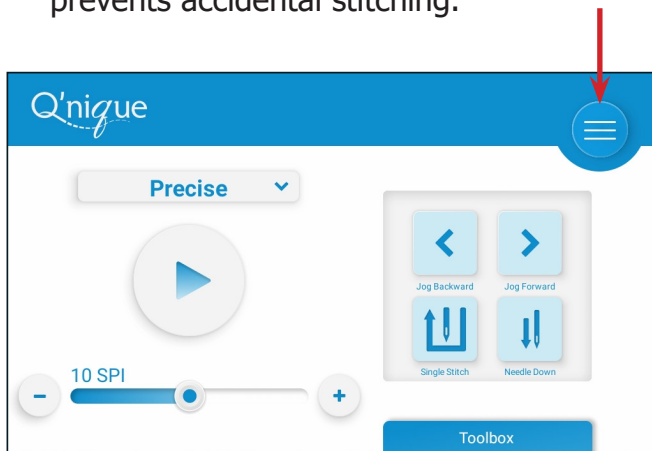 prevents accidental stitching.
Q'nique
Precise
Jog Backward
Jog Forward
Single Stitch
Needle Down
10 SPI
Toolbox